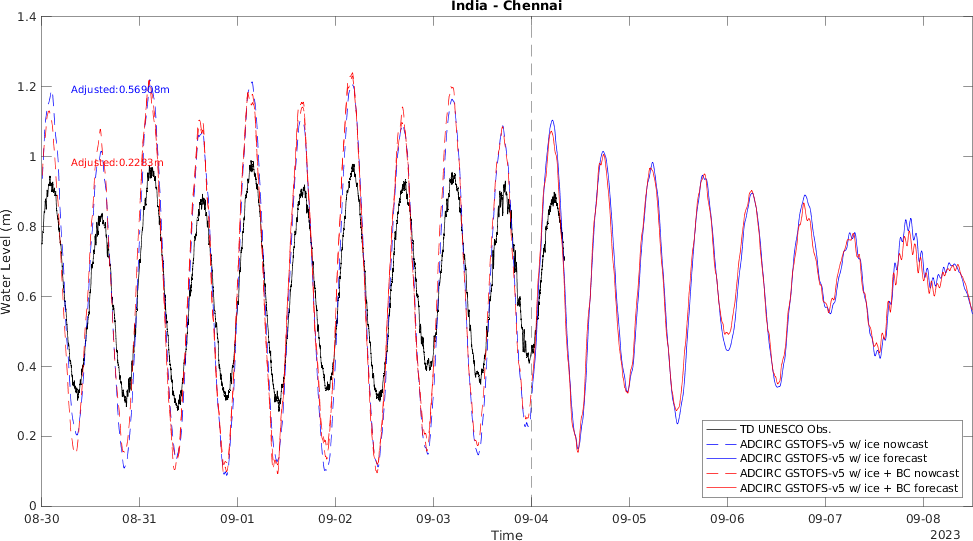 India - Chennai
1.4
1.2
1
0.8
0.6
0.4
0.2
0
Water Level (m)
Adjusted:0.56908m
Adjusted:0.2283m
TD UNESCO Obs.
ADCIRC GSTOFS-v5 w/ ice nowcast
ADCIRC GSTOFS-v5 w/ ice forecast
ADCIRC GSTOFS-v5 w/ ice + BC nowcast
ADCIRC GSTOFS-v5 w/ ice + BC forecast
08-30 08-31 09-01 09-02 09-03 09-04 09-05 09-06 09-07 09-08
Time
2023